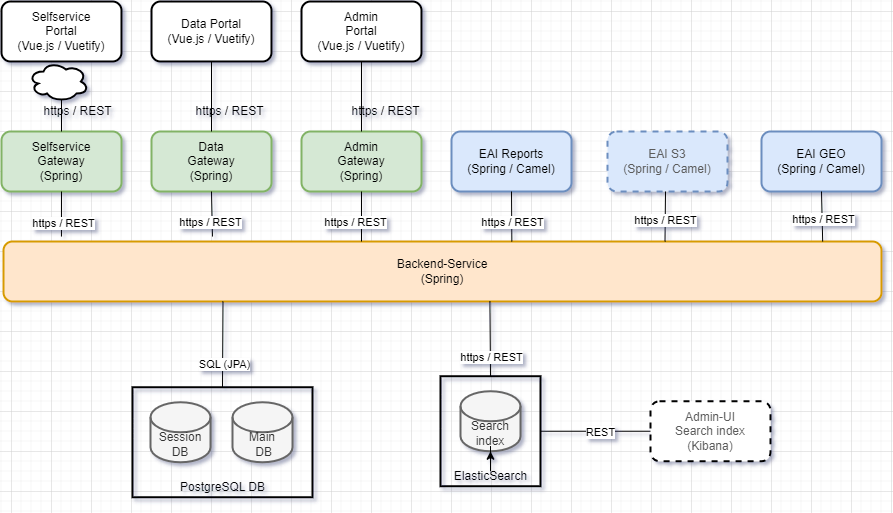 Selfservice
Portal
(Vue.js / Vuetify)
Data Portal
(Vue.js / Vuetify)
Admin
Portal
(Vue.js / Vuetify)
https / REST
https / REST
https / REST
Selfservice
Gateway
(Spring)
Data
Gateway
(Spring)
Admin
Gateway
(Spring)
EAI Reports
(Spring / Camel)
EAI S3
(Spring / Camel)
EAI GEO
(Spring / Camel)
https / REST
https / REST
https / REST
https / REST
https / REST
https / REST
Backend-Service
(Spring)
SQL (JPA)
https / REST
Session
DB
Main
DB
PostgreSQL DB
Search
index
ElasticSearch
REST
Admin-UI
Search index
(Kibana)